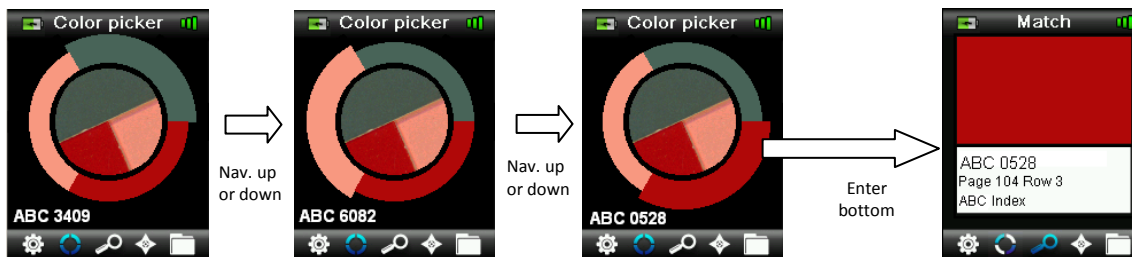 Color picker
ABC 3409
Nav. up
or down
Color picker
ABC 6082
Nav. up
or down
Color picker
ABC 0528
Enter
bottom
Match
ABC 0528
Page 104 Row 3
ABC Index